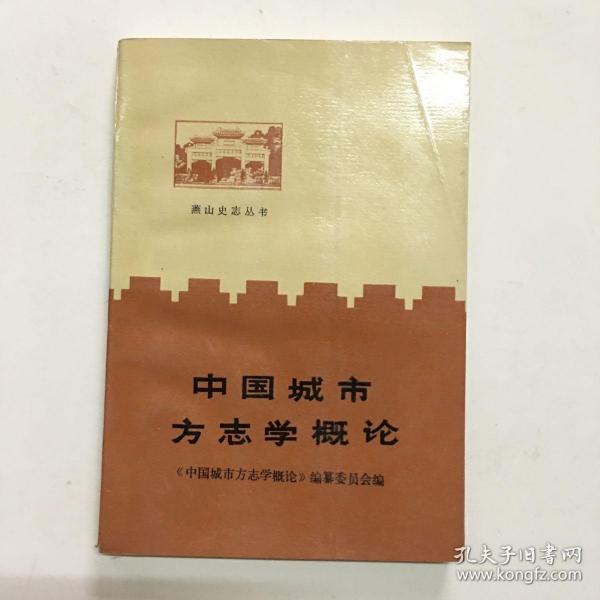 燕山史志丛书
中国城市
方志学概论
《中国城市方志学概论》编纂委员会编
孔夫子旧书网
www.kongfz.com